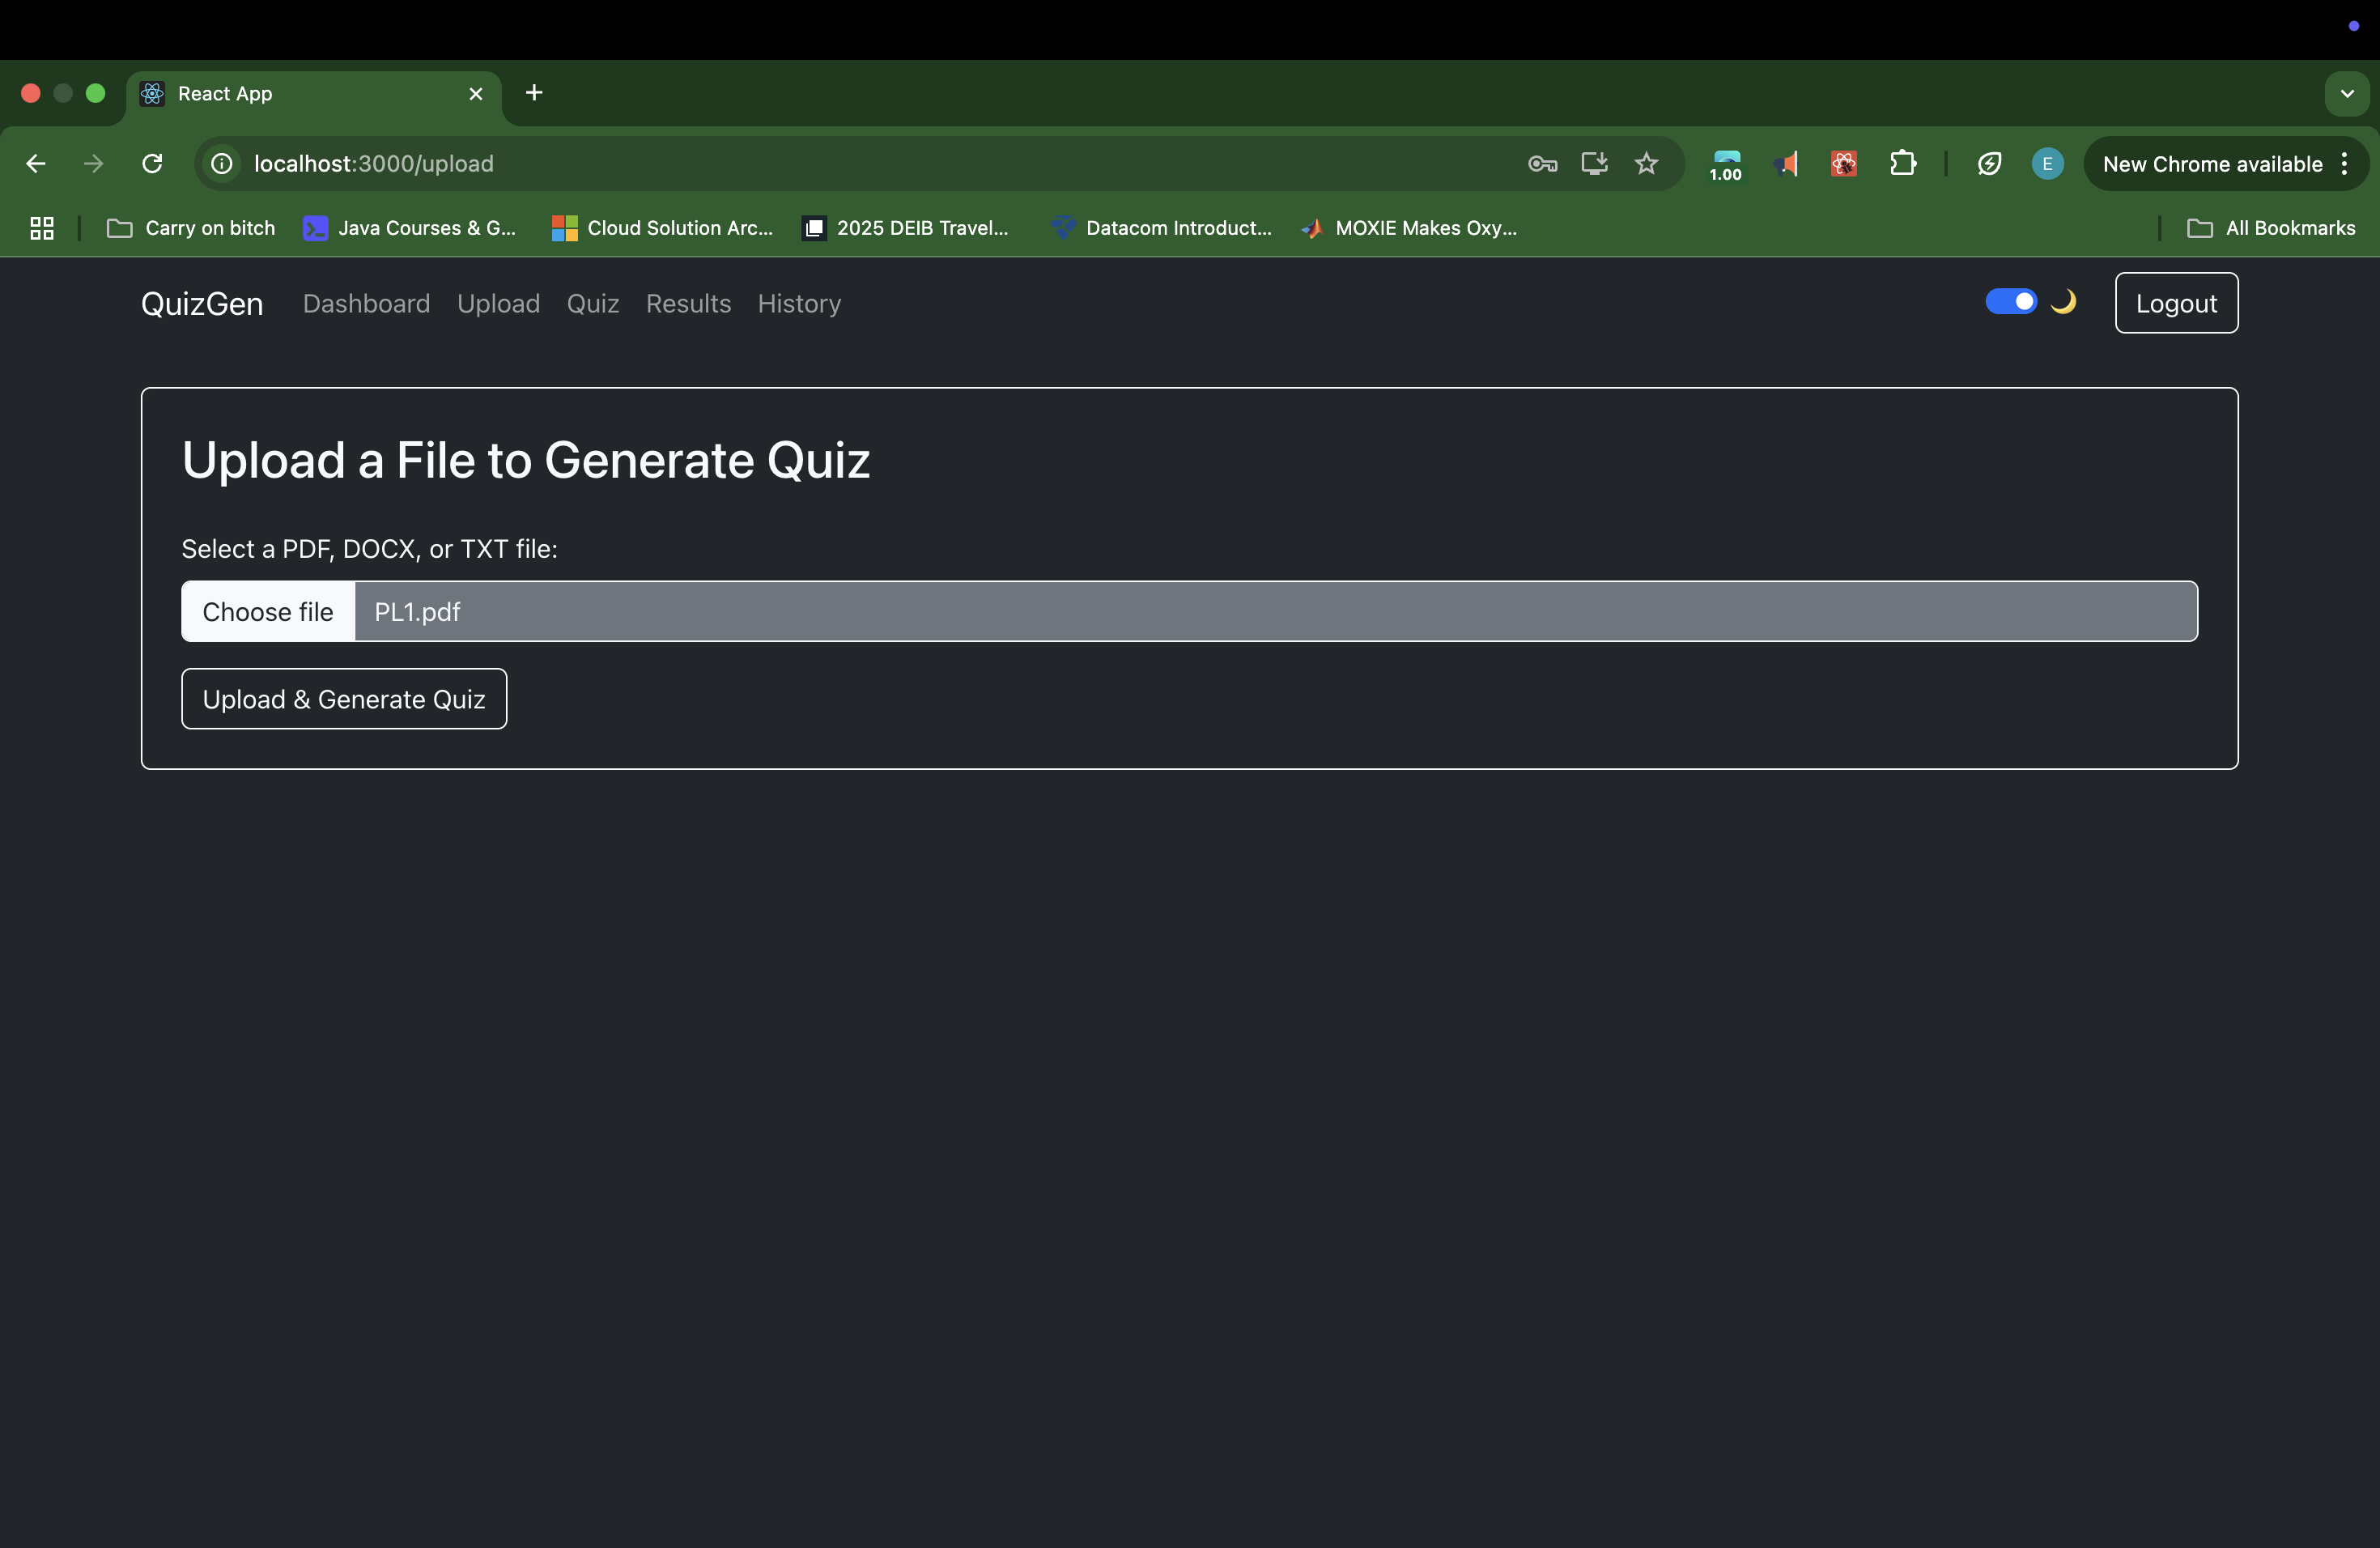 React App
localhost:3000/upload
1.00
E
New Chrome available
Carry on bitch
Java Courses & G...
Cloud Solution Arc...
2025 DEIB Travel...
Datacom Introduct...
MOXIE Makes Oxy...
All Bookmarks
QuizGen
Dashboard
Upload
Quiz
Results
History
Logout
Upload a File to Generate Quiz
Select a PDF, DOCX, or TXT file:
Choose file
PL1.pdf
Upload & Generate Quiz